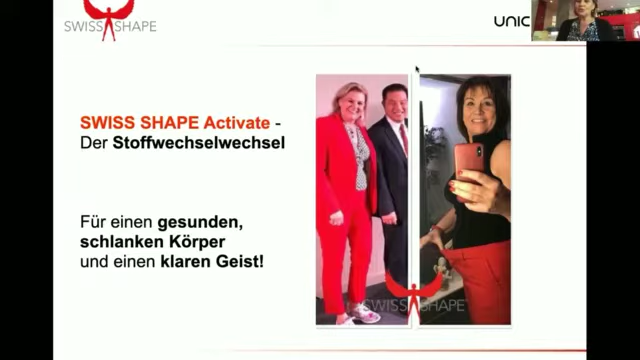 SWISS SHAPE
UNIC
SWISS SHAPE Activate -
Der Stoffwechselwechsel
Für einen gesunden,
schlanken Körper
und einen klaren Geist!
SWISS SHAPE